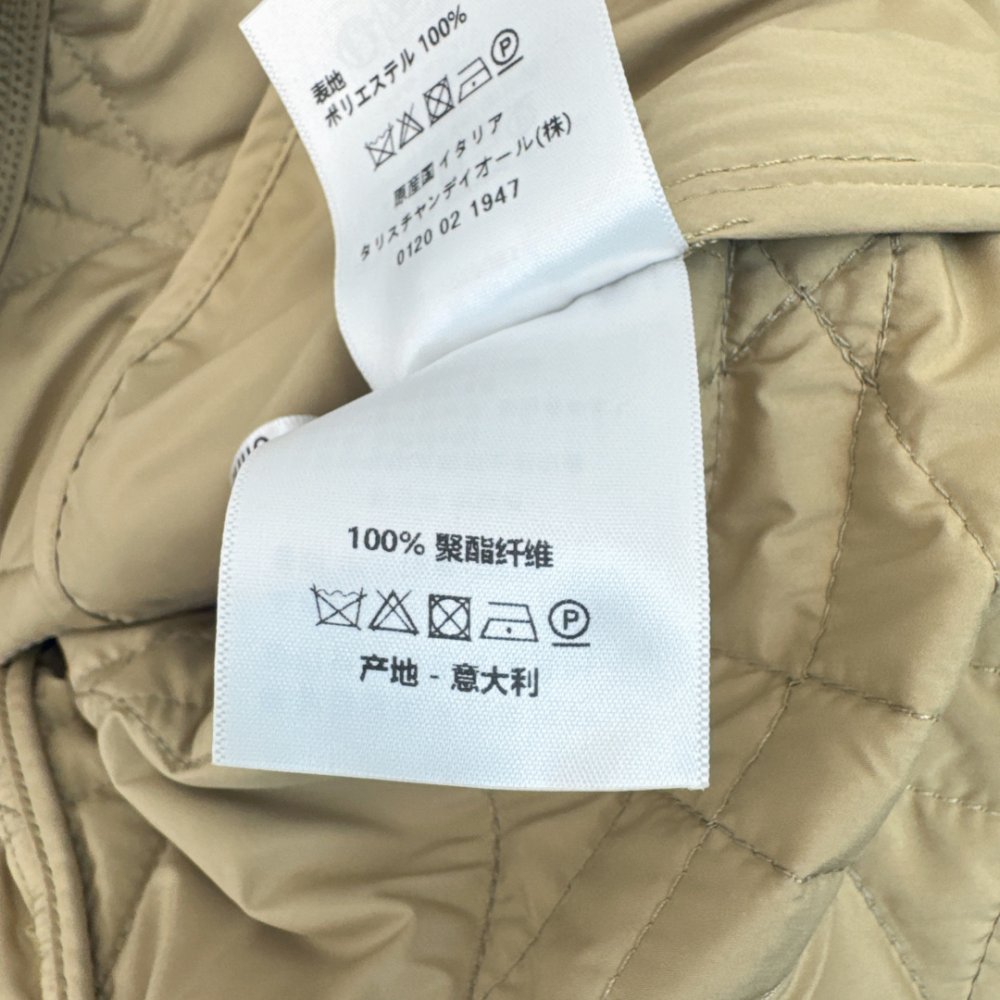 表地
ポリエステル 100%
P
原産国イタリア
タリスチャンディオール(株)
0120 02 1947
100% 聚酯纤维
P
产地 - 意大利